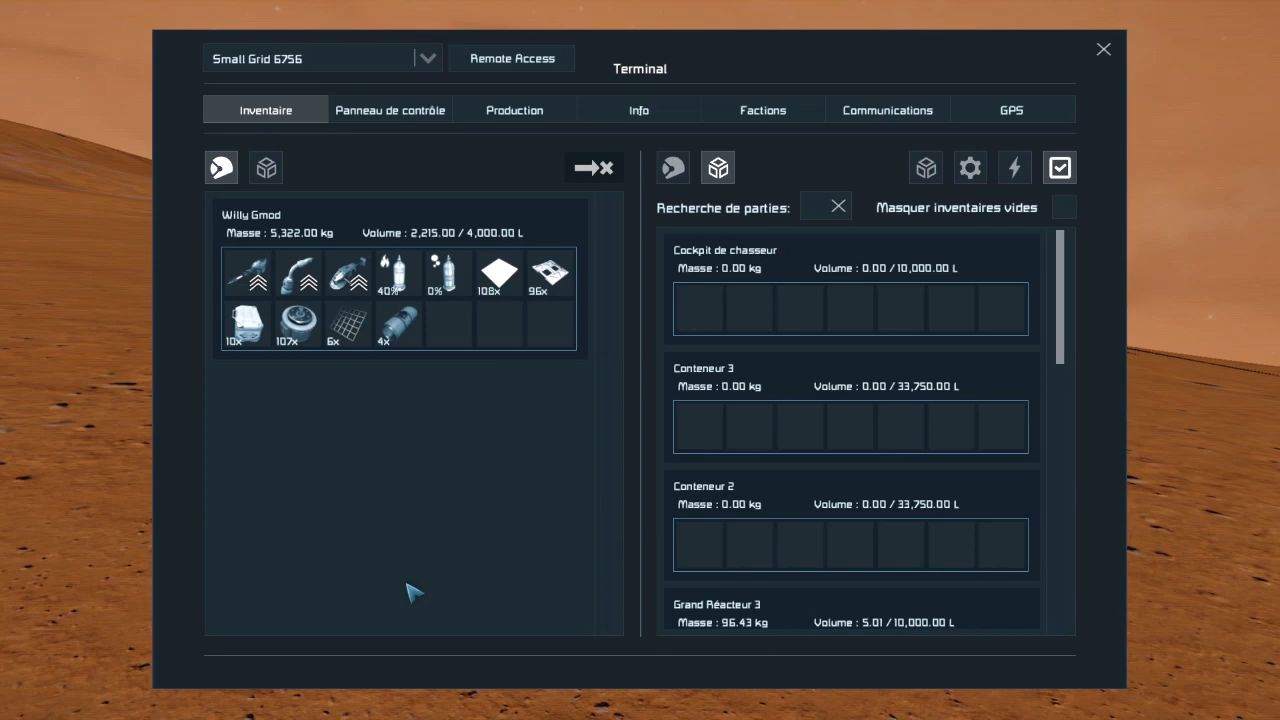 Small Grid 6756
Remote Access
Terminal
Inventaire
Panneau de contrôle
Production
Info
Factions
Communications
GPS
Recherche de parties:
Masquer inventaires vides
Willy Gmod
Masse : 5,322.00 kg
Volume : 2,215.00 / 4,000.00 L
40%
0%
108x
96x
10x
107x
6x
4x
Cockpit de chasseur
Masse : 0.00 kg
Volume : 0.00 / 10,000.00 L
Conteneur 3
Masse : 0.00 kg
Volume : 0.00 / 33,750.00 L
Conteneur 2
Masse : 0.00 kg
Volume : 0.00 / 33,750.00 L
Grand Réacteur 3
Masse : 96.43 kg
Volume : 5.01 / 10,000.00 L